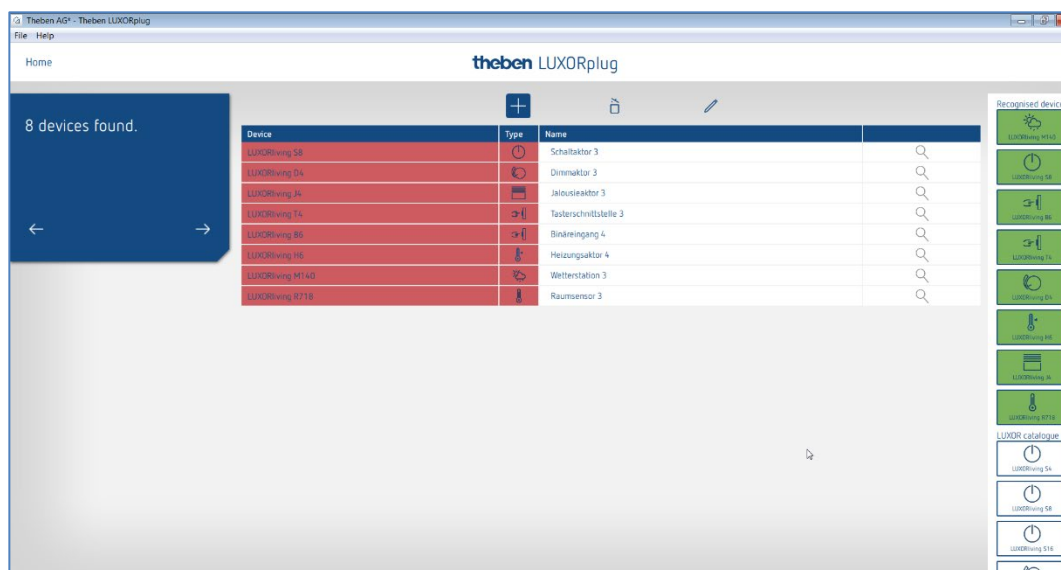 Theben AG* - Theben LUXORplug
File Help
Home
theben LUXORplug
8 devices found.
Device Type Name
LUXORliving S8 Schaltaktor 3
LUXORliving D4 Dimmaktor 3
LUXORliving J4 Jalousieaktor 3
LUXORliving T4 Tasterschnittstelle 3
LUXORliving B6 Binäreingang 4
LUXORliving H6 Heizungsaktor 4
LUXORliving M140 Wetterstation 3
LUXORliving R718 Raumsensor 3
Recognised device
LUXORliving M140
LUXORliving S8
LUXORliving B6
LUXORliving T4
LUXORliving D4
LUXORliving H6
LUXORliving J4
LUXORliving R718
LUXOR catalogue
LUXORliving S4
LUXORliving S8
LUXORliving S16